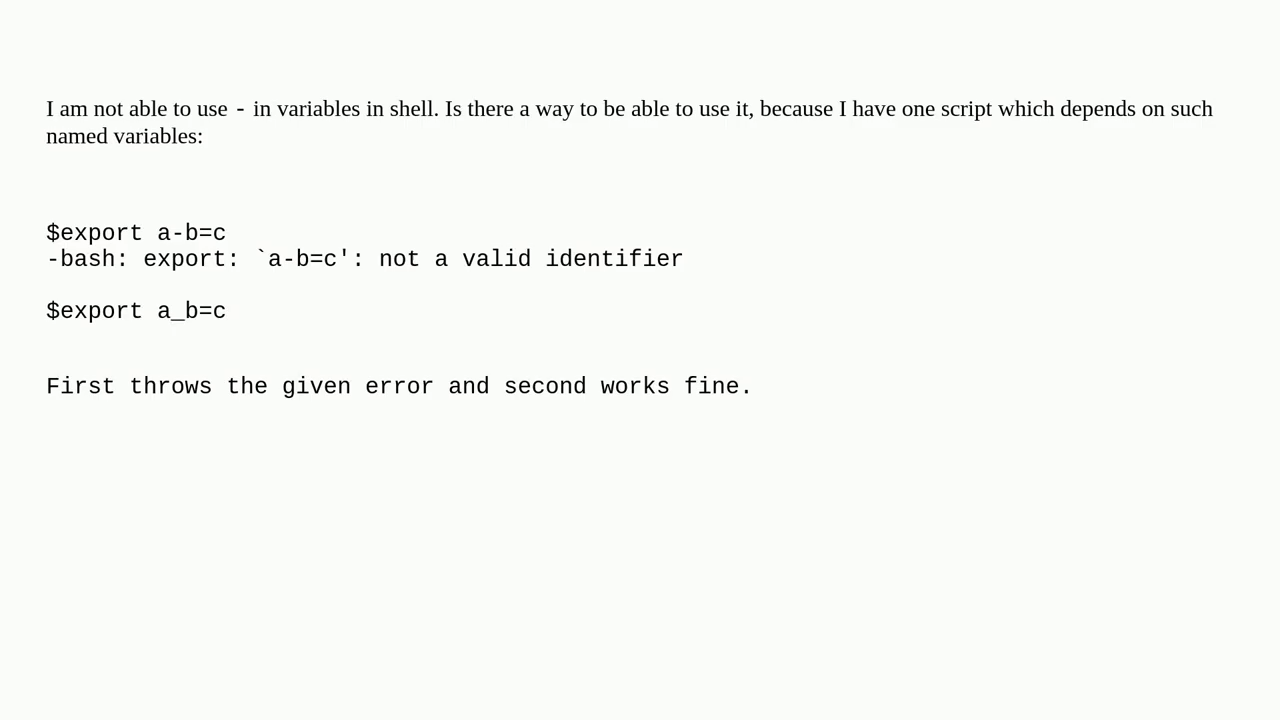 I am not able to use - in variables in shell. Is there a way to be able to use it, because I have one script which depends on such
named variables:
$export a-b=c
-bash: export: `a-b=c': not a valid identifier
$export a_b=c
First throws the given error and second works fine.